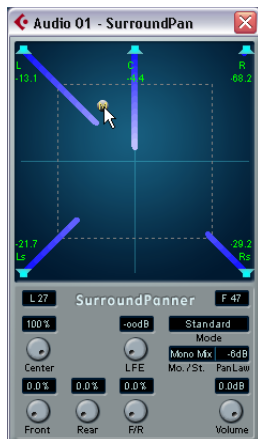 Audio 01 - SurroundPan
L C R
-13.1 -4.4 -68.2
-21.7 -29.2
Ls Rs
L 27 SurroundPanner F 47
100% -oodB Standard
Mode
Mono Mix -6dB
Center LFE Mo./St. PanLaw
0.0% 0.0% 0.0% 0.0dB
Front Rear F/R Volume